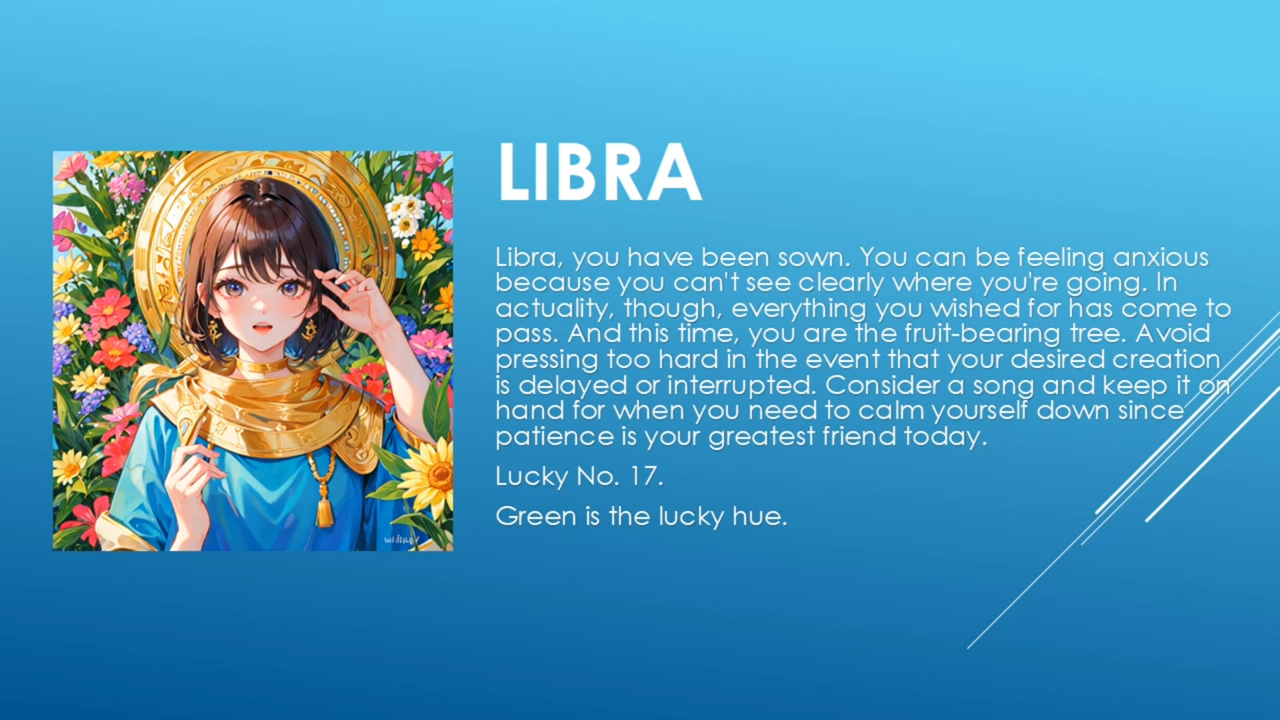 LIBRA
Libra, you have been sown. You can be feeling anxious
because you can't see clearly where you're going. In
actuality, though, everything you wished for has come to
pass. And this time, you are the fruit-bearing tree. Avoid
pressing too hard in the event that your desired creation
is delayed or interrupted. Consider a song and keep it on
hand for when you need to calm yourself down since
patience is your greatest friend today.
Lucky No. 17.
Green is the lucky hue.